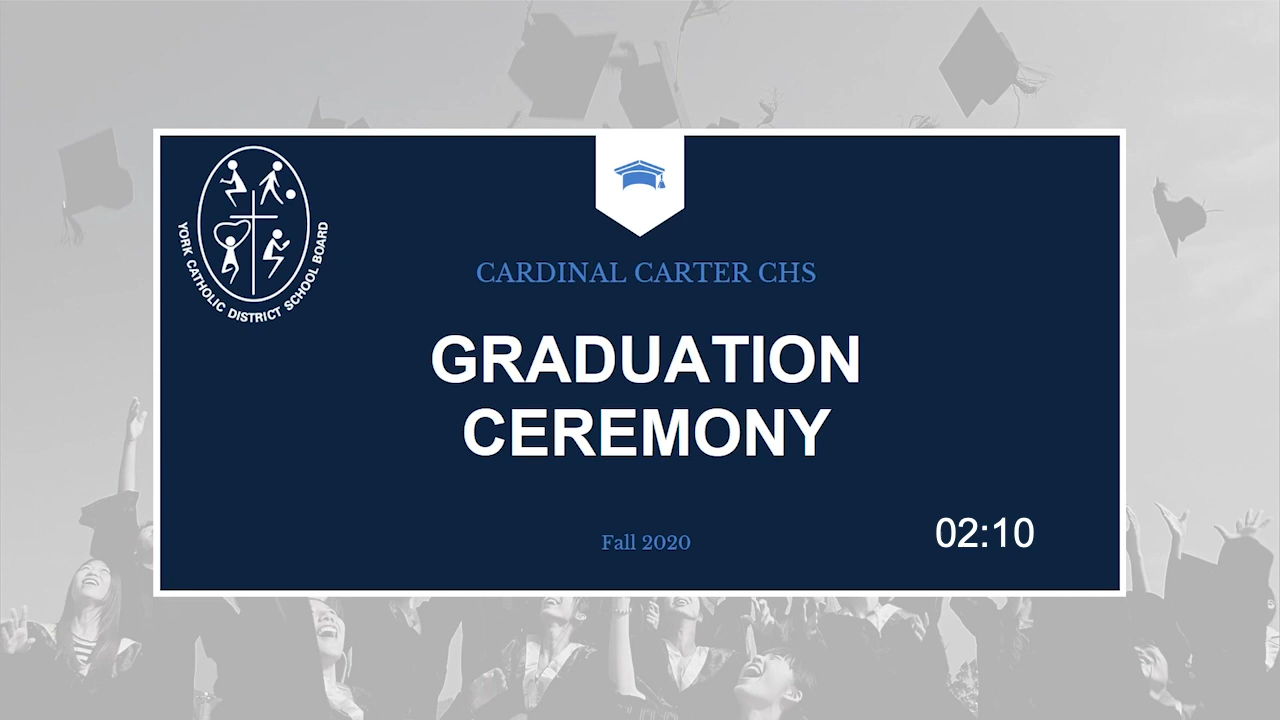 YORK CATHOLIC DISTRICT SCHOOL BOARD
CARDINAL CARTER CHS
GRADUATION
CEREMONY
Fall 2020
02:10